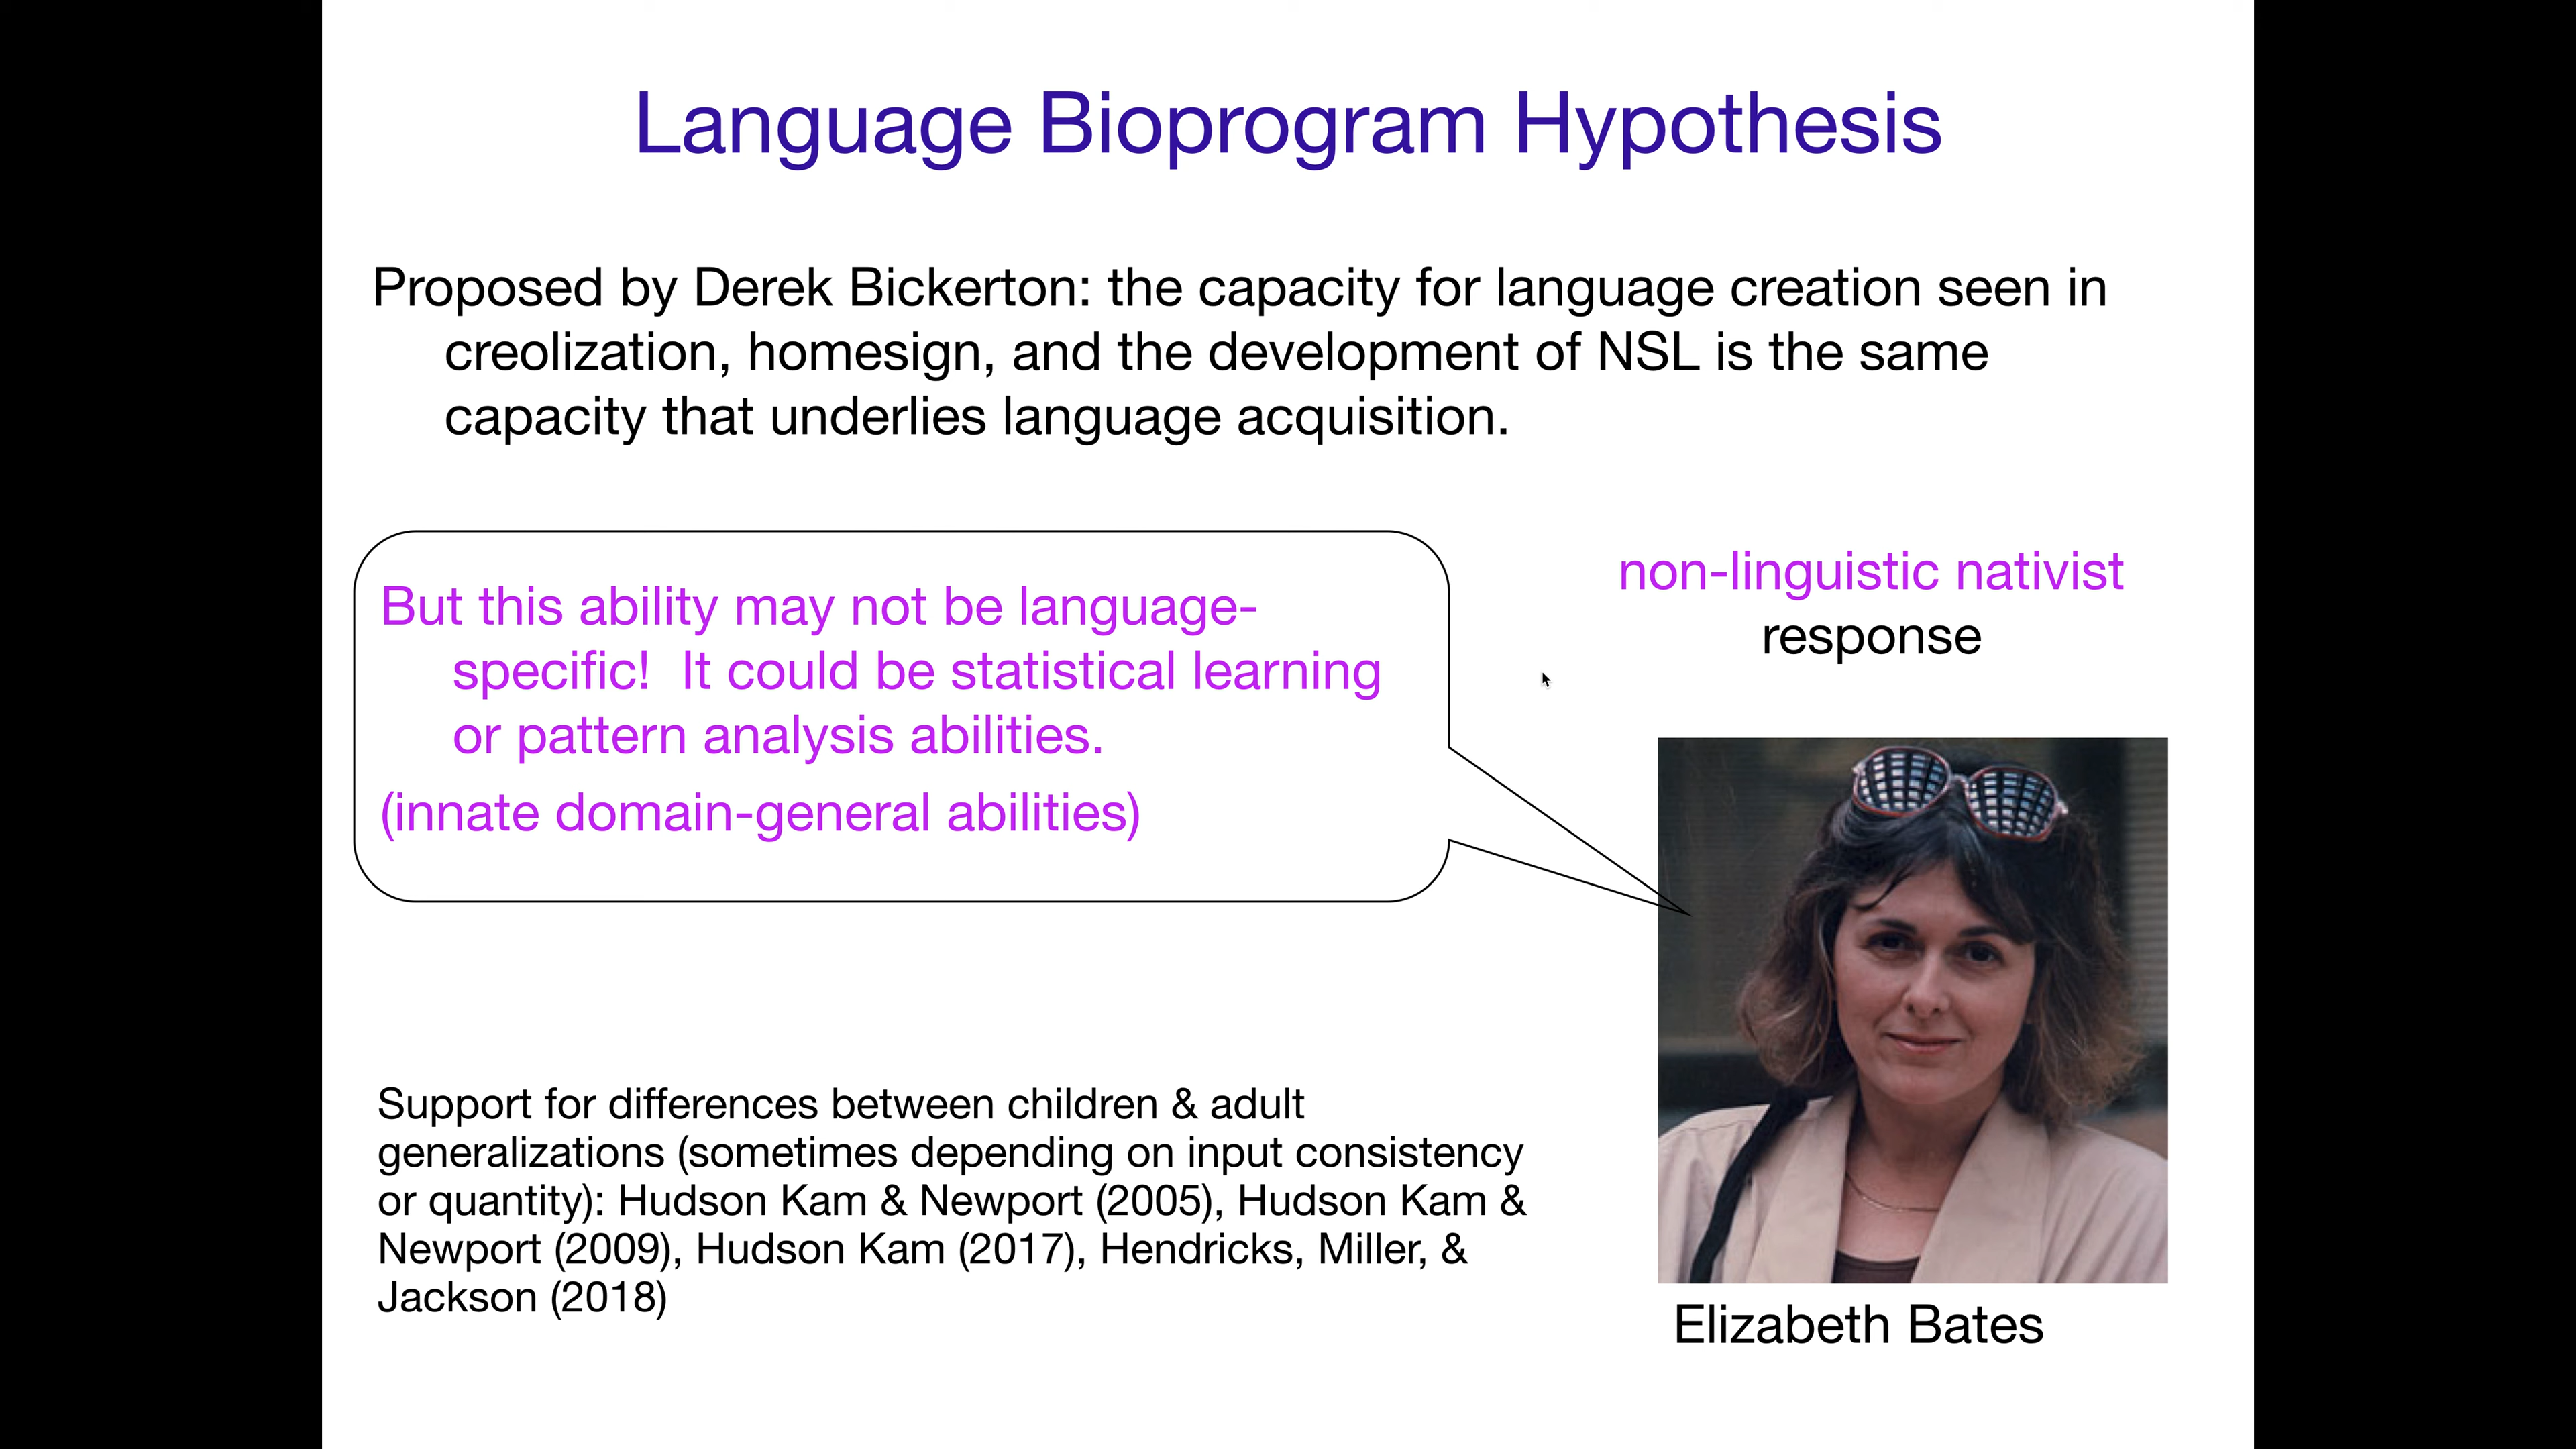 Language Bioprogram Hypothesis
Proposed by Derek Bickerton: the capacity for language creation seen in
creolization, homesign, and the development of NSL is the same
capacity that underlies language acquisition.
But this ability may not be language-
specific!  It could be statistical learning
or pattern analysis abilities.
(innate domain-general abilities)
non-linguistic nativist
response
Support for differences between children & adult
generalizations (sometimes depending on input consistency
or quantity): Hudson Kam & Newport (2005), Hudson Kam &
Newport (2009), Hudson Kam (2017), Hendricks, Miller, &
Jackson (2018)
Elizabeth Bates